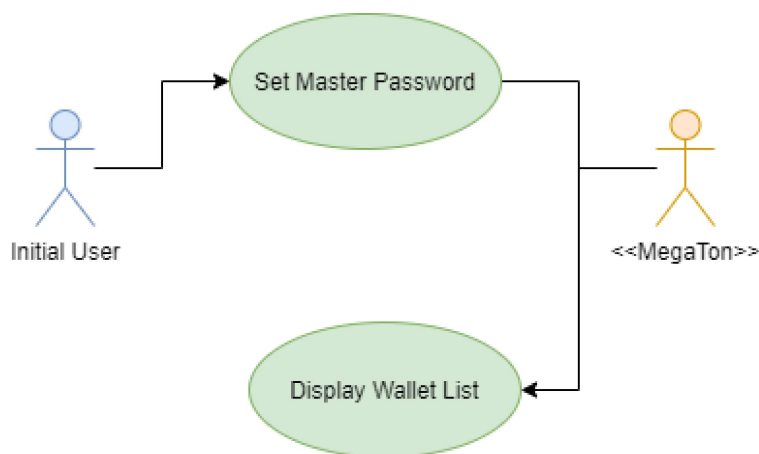 Set Master Password
Initial User
<<MegaTon>>
Display Wallet List